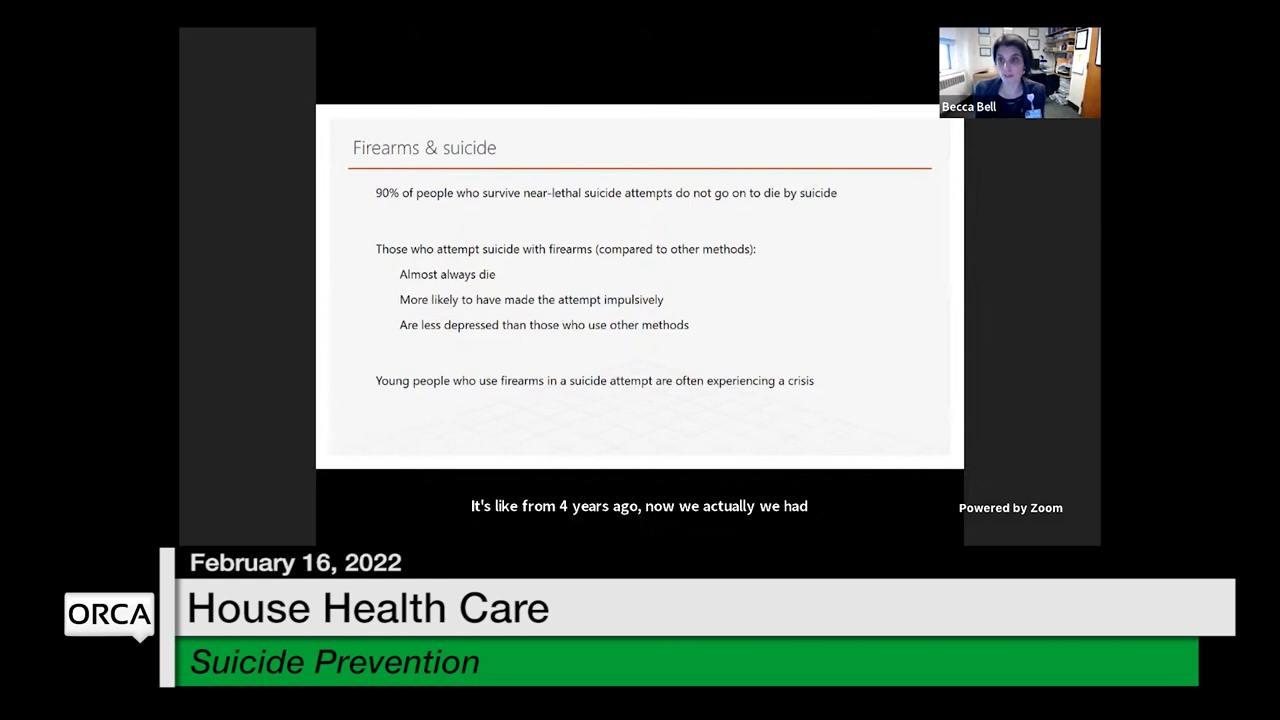 Becca Bell
Firearms & suicide
90% of people who survive near-lethal suicide attempts do not go on to die by suicide
Those who attempt suicide with firearms (compared to other methods):
Almost always die
More likely to have made the attempt impulsively
Are less depressed than those who use other methods
Young people who use firearms in a suicide attempt are often experiencing a crisis
It's like from 4 years ago, now we actually we had
Powered by Zoom
February 16, 2022
ORCA
House Health Care
Suicide Prevention